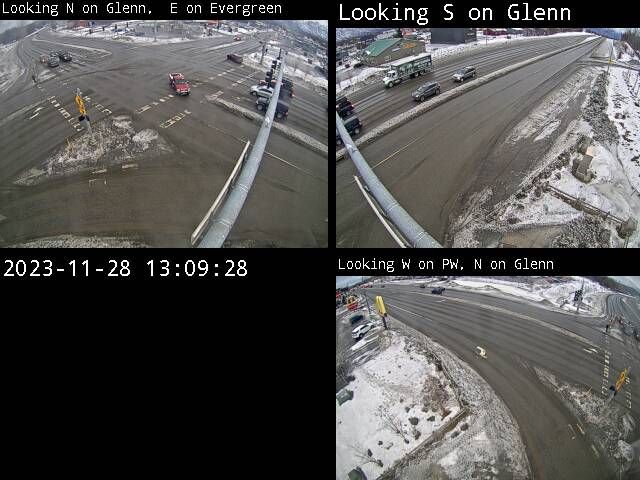 Looking N on Glenn,  E on Evergreen
Looking S on Glenn
2023-11-28 13:09:28
Looking W on PW, N on Glenn